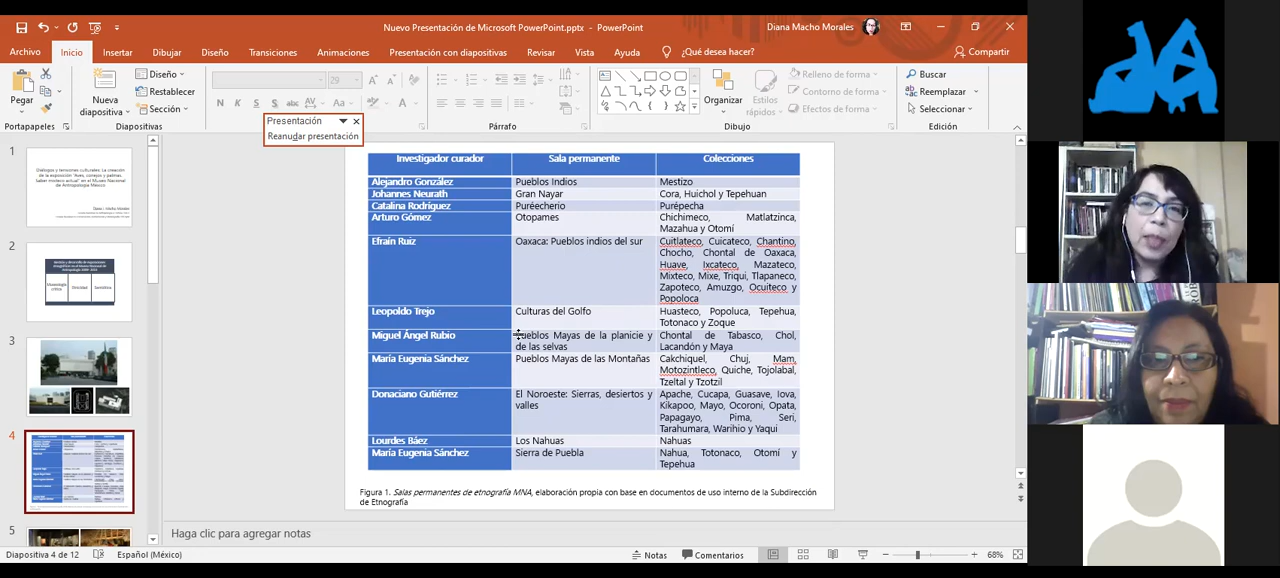 Nuevo Presentación de Microsoft PowerPoint.pptx - PowerPoint
Diana Macho Morales
Archivo Inicio Insertar Dibujar Diseño Transiciones Animaciones Presentación con diapositivas Revisar Vista Ayuda ¿Qué desea hacer? Compartir
Pegar
Nueva diapositiva
Diseño
Restablecer
Sección
29
N K S S abc AV Aa A
Organizar
Estilos rápidos
Relleno de forma
Contorno de forma
Efectos de forma
Buscar
Reemplazar
Seleccionar
Portapapeles Diapositivas Párrafo Dibujo Edición
Presentación
Reanudar presentación
1
2
3
4
5
Investigador curador Sala permanente Colecciones
Alejandro González Pueblos Indios Mestizo
Johannes Neurath Gran Nayar Cora, Huichol y Tepehuan
Catalina Rodríguez Puréecherio Purépecha
Arturo Gómez Otopames Chichimeco, Matlatzinca,
Mazahua y Otomí
Efraín Ruiz Oaxaca: Pueblos indios del sur Cuitlateco, Cuicateco, Chantino,
Chocho, Chontal de Oaxaca,
Huave, Ixcateco, Mazateco,
Mixteco, Mixe, Triqui, Tlapaneco,
Zapoteco, Amuzgo, Ocuiteco y
Popoloca
Leopoldo Trejo Culturas del Golfo Huasteco, Popoluca, Tepehua,
Totonaco y Zoque
Miguel Ángel Rubio Pueblos Mayas de la planicie y Chontal de Tabasco, Chol,
de las selvas Lacandón y Maya
María Eugenia Sánchez Pueblos Mayas de las Montañas Cakchiquel, Chuj, Mam,
Motozintleco, Quiche, Tojolabal,
Tzeltal y Tzotzil
Donaciano Gutiérrez El Noroeste: Sierras, desiertos y Apache, Cucapa, Guasave, Iova,
valles Kikapoo, Mayo, Ocoroni, Opata,
Papagayo, Pima, Seri,
Tarahumara, Warihio y Yaqui
Lourdes Báez Los Nahuas Nahuas
María Eugenia Sánchez Sierra de Puebla Nahua, Totonaco, Otomí y
Tepehua
Figura 1. Salas permanentes de etnografía MNA, elaboración propia con base en documentos de uso interno de la Subdirección
de Etnografía
Haga clic para agregar notas
Diapositiva 4 de 12 Español (México) Notas Comentarios 68%